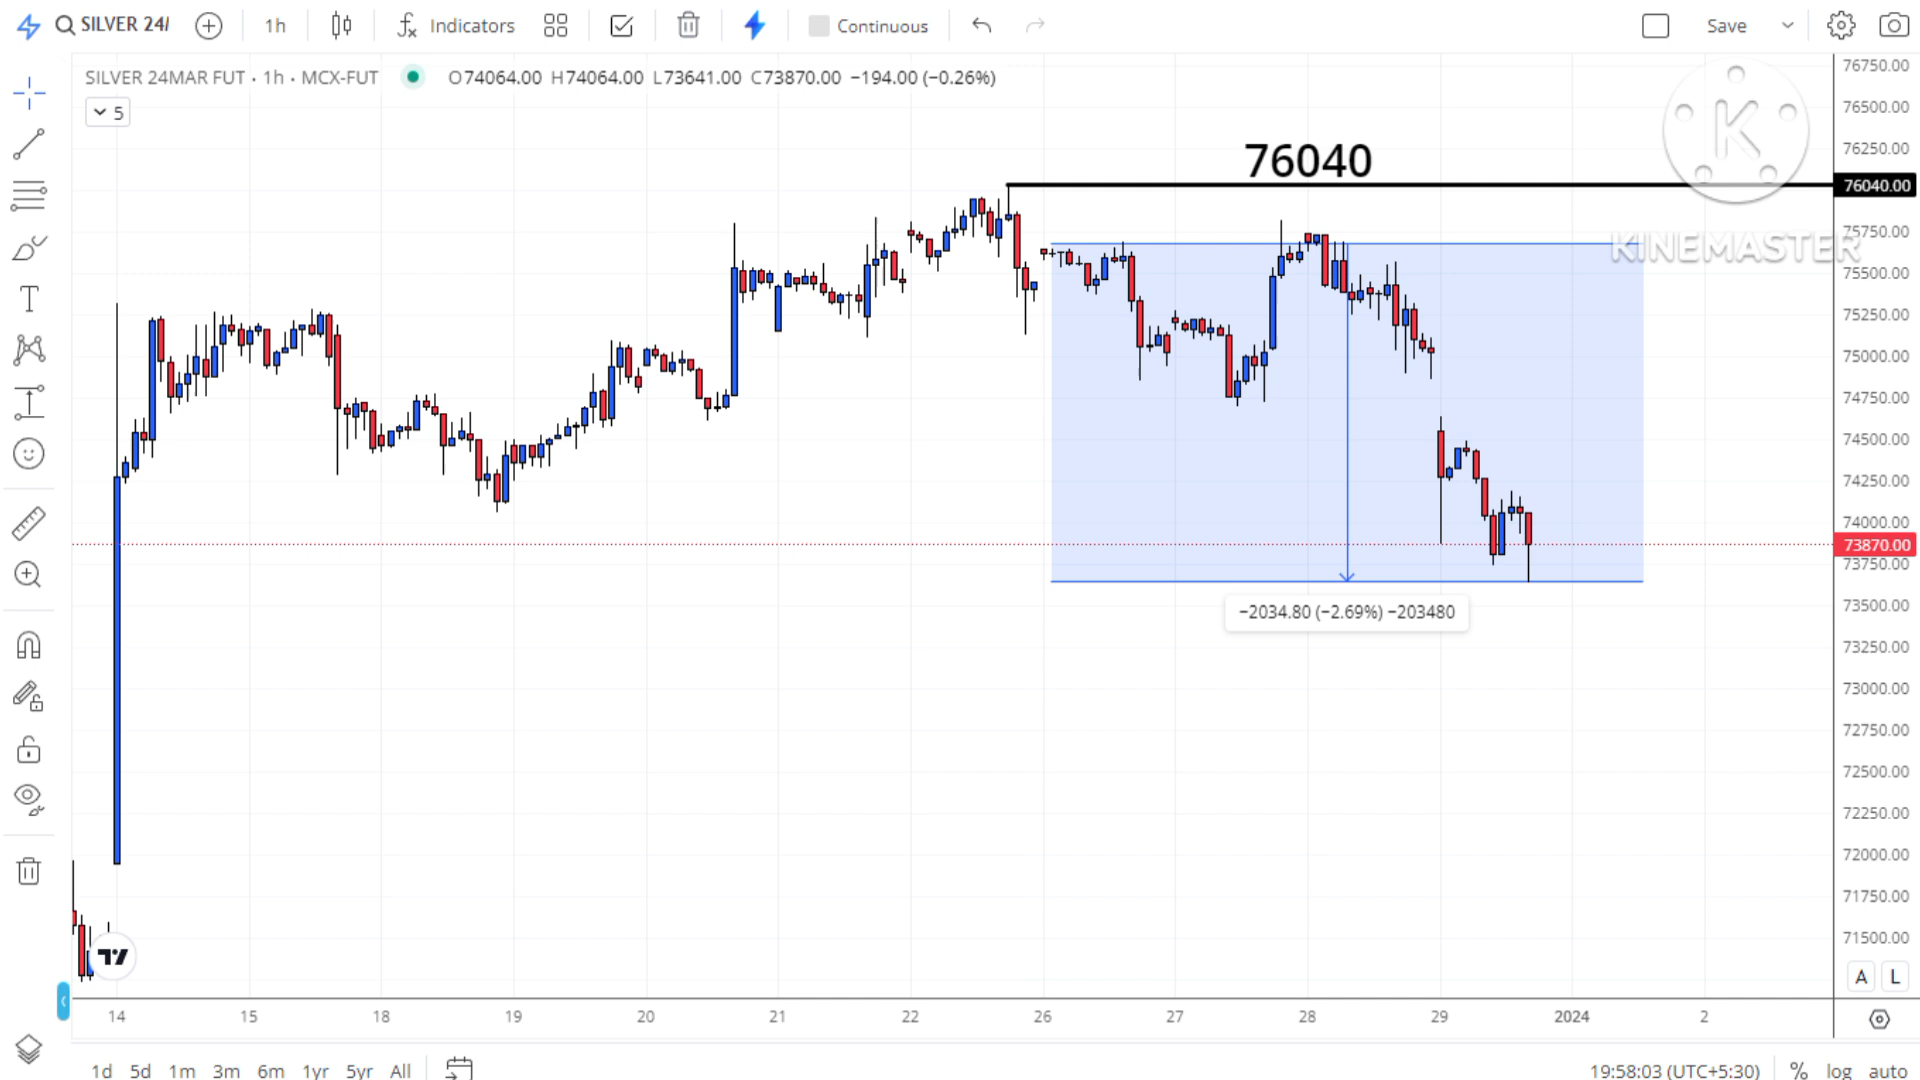 SILVER 24
1h
Indicators
Continuous
Save
SILVER 24MAR FUT · 1h · MCX-FUT O74064.00 H74064.00 L73641.00 C73870.00 −194.00 (−0.26%)
5
76040
K
KINEMASTER
76750.00
76500.00
76250.00
76040.00
75750.00
75500.00
75250.00
75000.00
74750.00
74500.00
74250.00
74000.00
73870.00
73750.00
73500.00
73250.00
73000.00
72750.00
72500.00
72250.00
72000.00
71750.00
71500.00
−2034.80 (−2.69%) −203480
A L
14 15 18 19 20 21 22 26 27 28 29 2024 2
1d 5d 1m 3m 6m 1yr 5yr All 19:58:03 (UTC+5:30) % log auto